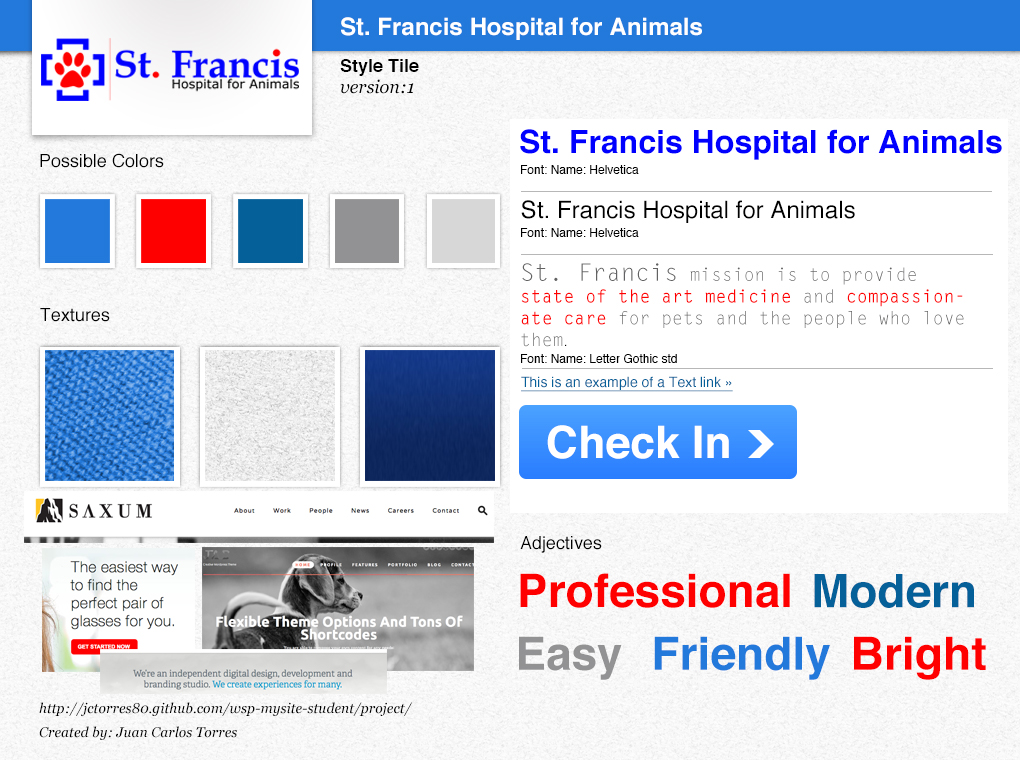 St. Francis Hospital for Animals
St. Francis
Hospital for Animals
Style Tile
version:1
Possible Colors
Textures
SAXUM
About Work People News Careers Contact
The easiest way
to find the
perfect pair of
glasses for you.
GET STARTED NOW
HOME PROFILE FEATURES PORTFOLIO BLOG CONTACT
Flexible Theme Options And Tons Of
Shortcodes
We're an independent digital design, development and
branding studio. We create experiences for many.
http://jctorres80.github.com/wsp-mysite-student/project/
Created by: Juan Carlos Torres
St. Francis Hospital for Animals
Font: Name: Helvetica
St. Francis Hospital for Animals
Font: Name: Helvetica
St. Francis mission is to provide
state of the art medicine and compassion-
ate care for pets and the people who love
them.
Font: Name: Letter Gothic std
This is an example of a Text link »
Check In
Adjectives
Professional Modern
Easy Friendly Bright